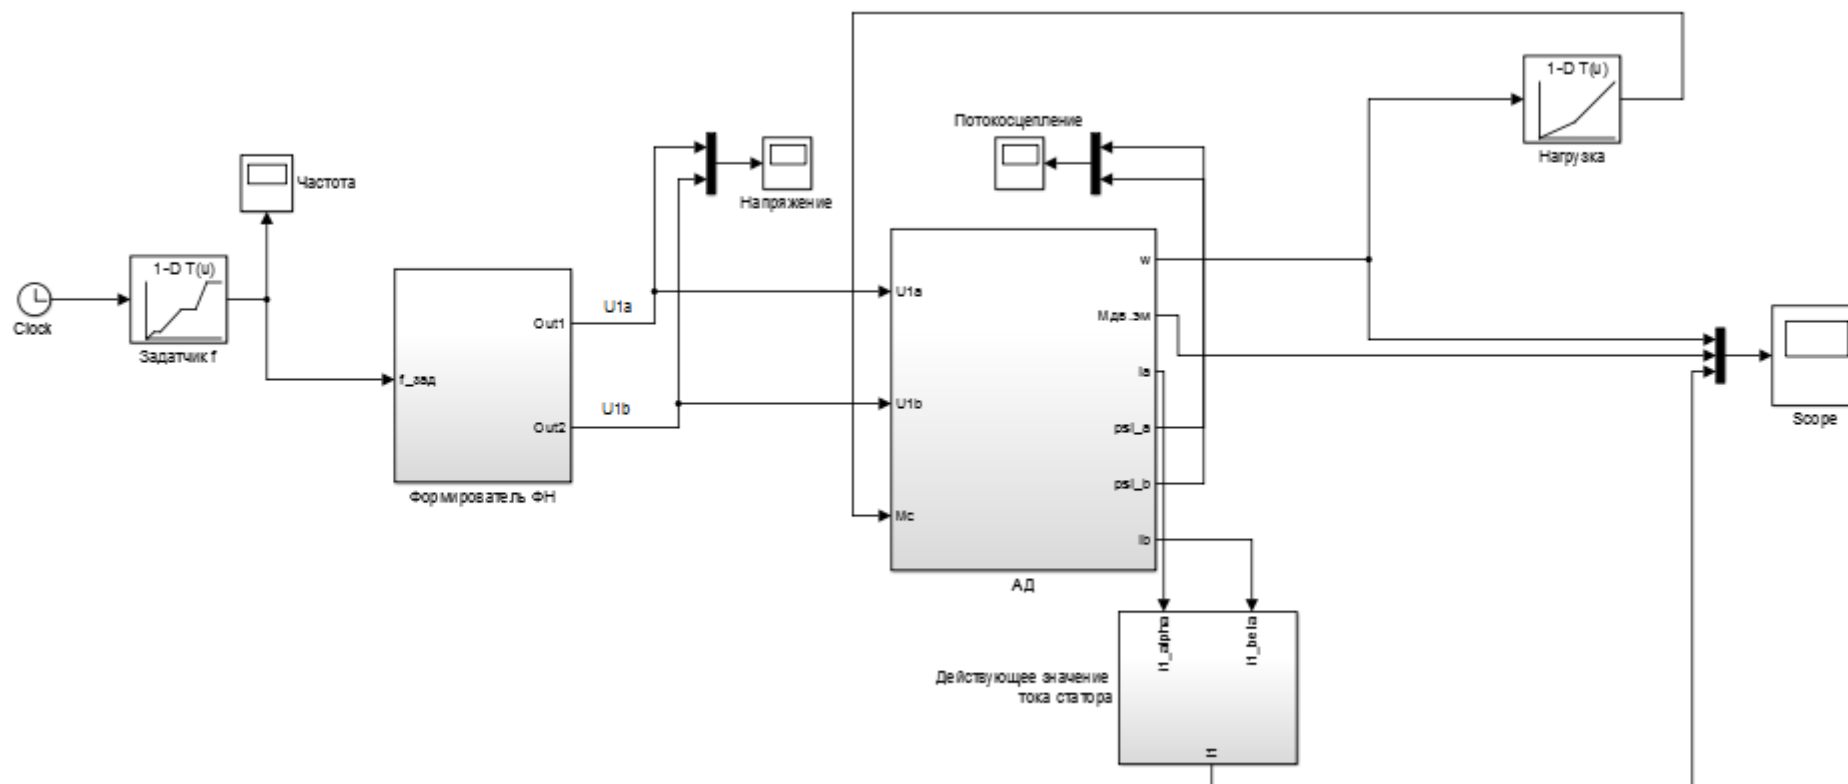 1-D T(u)
Нагрузка
Потокосцепление
Напряжение
Частота
Clock
1-D T(u)
Задатчик f
f_зад
Out1
Out2
Формирователь ФН
U1a
U1b
U1a
U1b
Mc
w
Мдв.эм
Ia
psi_a
psi_b
Ib
АД
Scope
I1_alpha
I1_beta
I1
Действующее значение
тока статора